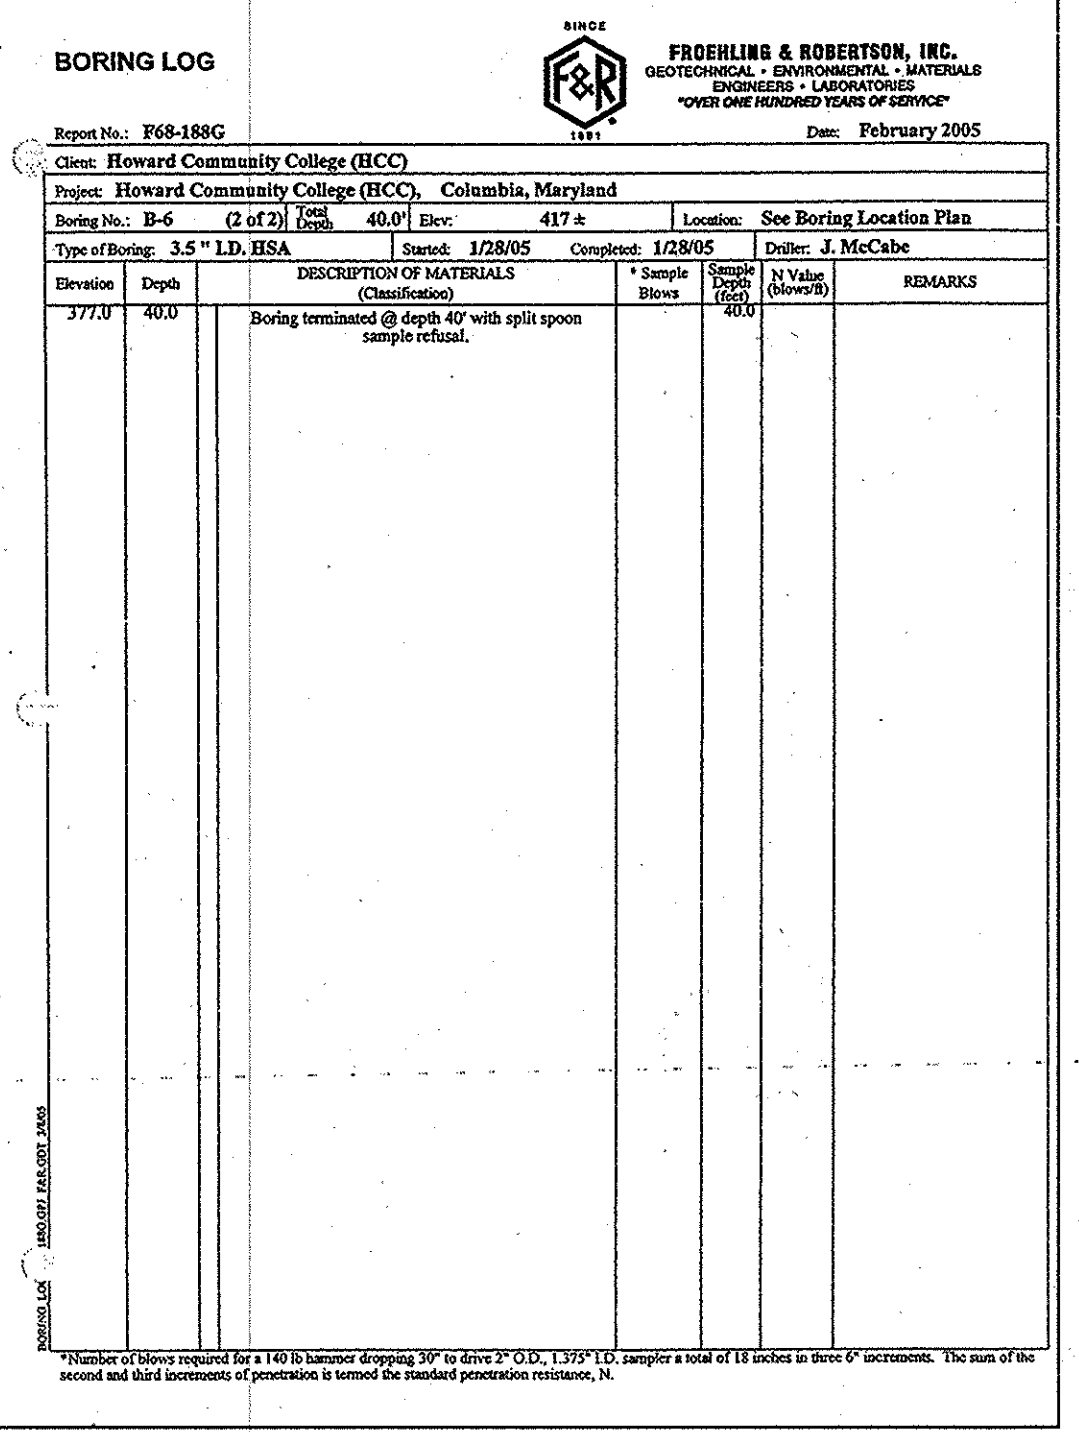 SINCE
F&R
1881
BORING LOG
FROEHLING & ROBERTSON, INC.
GEOTECHNICAL • ENVIRONMENTAL • MATERIALS
ENGINEERS • LABORATORIES
"OVER ONE HUNDRED YEARS OF SERVICE"
Report No.: F68-188G
Date: February 2005
Client: Howard Community College (HCC)
Project: Howard Community College (HCC), Columbia, Maryland
Boring No.: B-6 (2 of 2) Total Depth 40.0' Elev: 417 ± Location: See Boring Location Plan
Type of Boring: 3.5 " I.D. HSA Started: 1/28/05 Completed: 1/28/05 Driller: J. McCabe
Elevation Depth DESCRIPTION OF MATERIALS (Classification) * Sample Blows Sample Depth (feet) N Value (blows/ft) REMARKS
377.0 40.0 Boring terminated @ depth 40' with split spoon 40.0
sample refusal.
*Number of blows required for a 140 lb hammer dropping 30" to drive 2" O.D., 1.375" I.D. sampler a total of 18 inches in three 6" increments. The sum of the
second and third increments of penetration is termed the standard penetration resistance, N.
BORING_LOG F&R.GDT